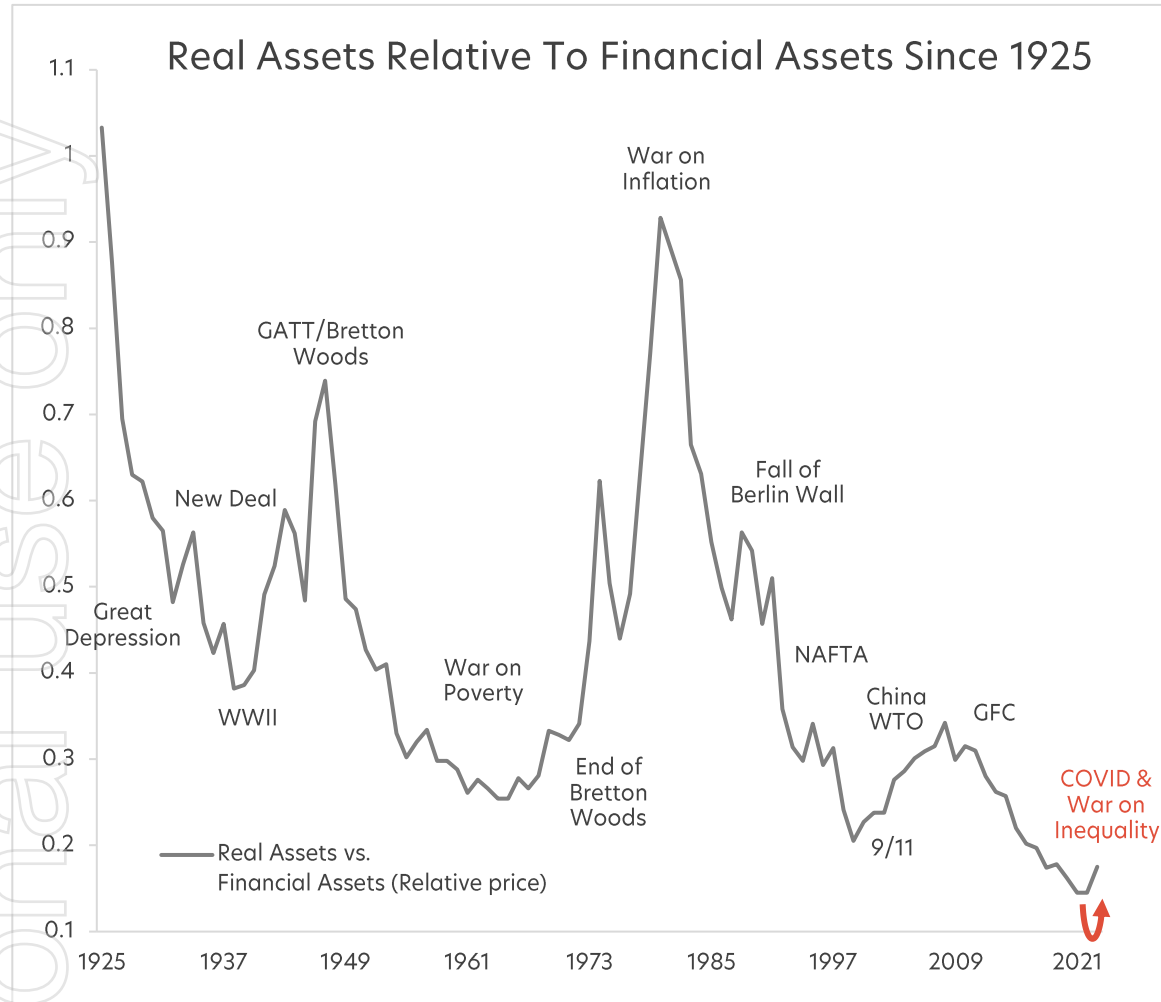 Real Assets Relative To Financial Assets Since 1925
1.1
1
0.9
0.8
0.7
0.6
0.5
0.4
0.3
0.2
0.1
War on
Inflation
GATT/Bretton
Woods
Fall of
Berlin Wall
New Deal
Great
Depression
War on
Poverty
NAFTA
China
WTO
GFC
WWII
End of
Bretton
Woods
COVID &
War on
Inequality
9/11
Real Assets vs.
Financial Assets (Relative price)
1925
1937
1949
1961
1973
1985
1997
2009
2021
onal use only